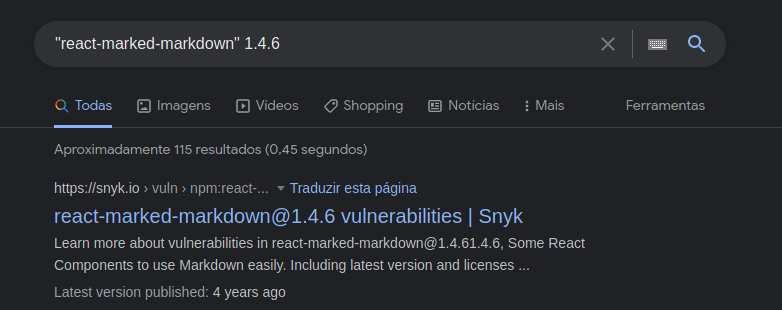 "react-marked-markdown" 1.4.6
Todas Imagens Vídeos Shopping Notícias Mais Ferramentas
Aproximadamente 115 resultados (0,45 segundos)
https://snyk.io › vuln › npm:react-... Traduzir esta página
react-marked-markdown@1.4.6 vulnerabilities | Snyk
Learn more about vulnerabilities in react-marked-markdown@1.4.61.4.6, Some React
Components to use Markdown easily. Including latest version and licenses ...
Latest version published: 4 years ago